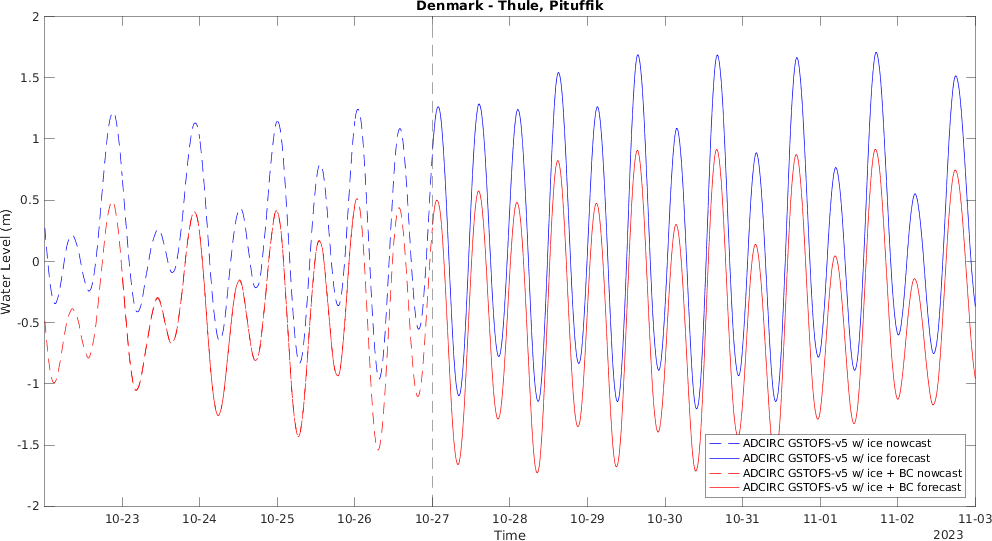 Denmark - Thule, Pituffik
2
1.5
1
0.5
0
-0.5
-1
-1.5
-2
Water Level (m)
ADCIRC GSTOFS-v5 w/ ice nowcast
ADCIRC GSTOFS-v5 w/ ice forecast
ADCIRC GSTOFS-v5 w/ ice + BC nowcast
ADCIRC GSTOFS-v5 w/ ice + BC forecast
10-23 10-24 10-25 10-26 10-27 10-28 10-29 10-30 10-31 11-01 11-02 11-03
Time
2023